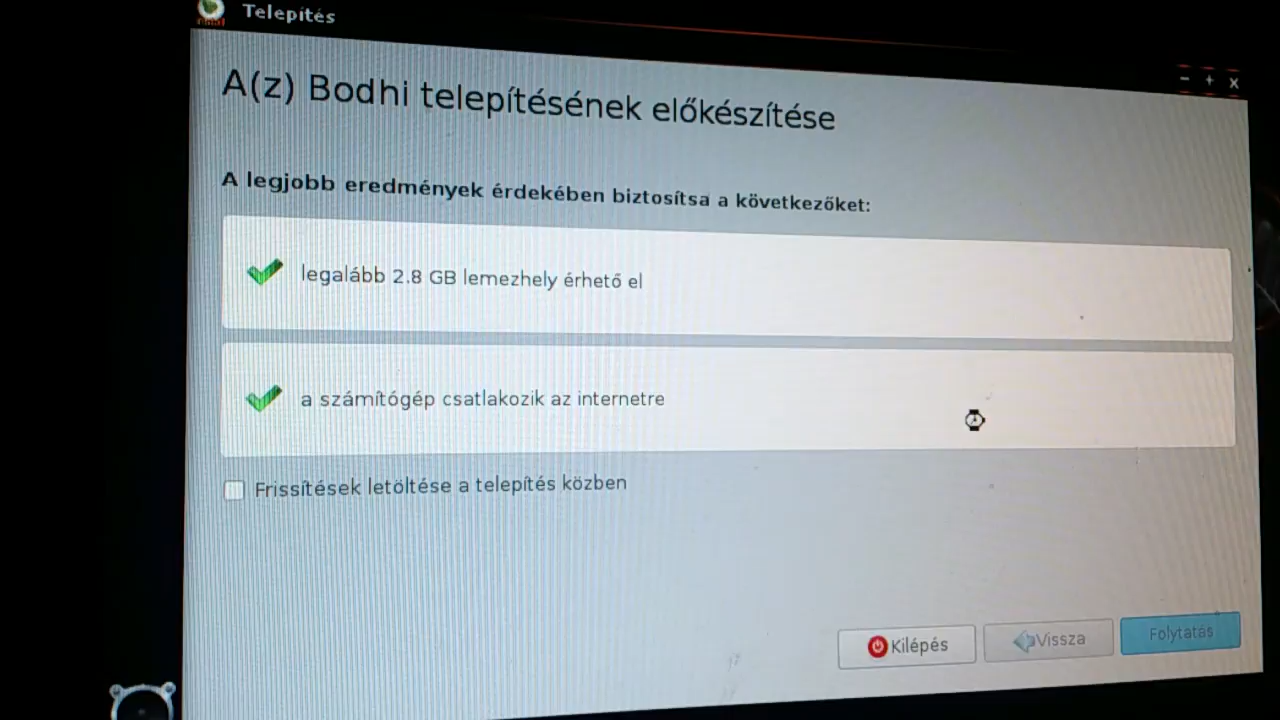 Telepítés
A(z) Bodhi telepítésének előkészítése
A legjobb eredmények érdekében biztosítsa a következőket:
legalább 2.8 GB lemezhely érhető el
a számítógép csatlakozik az internetre
Frissítések letöltése a telepítés közben
Kilépés
Vissza
Folytatás